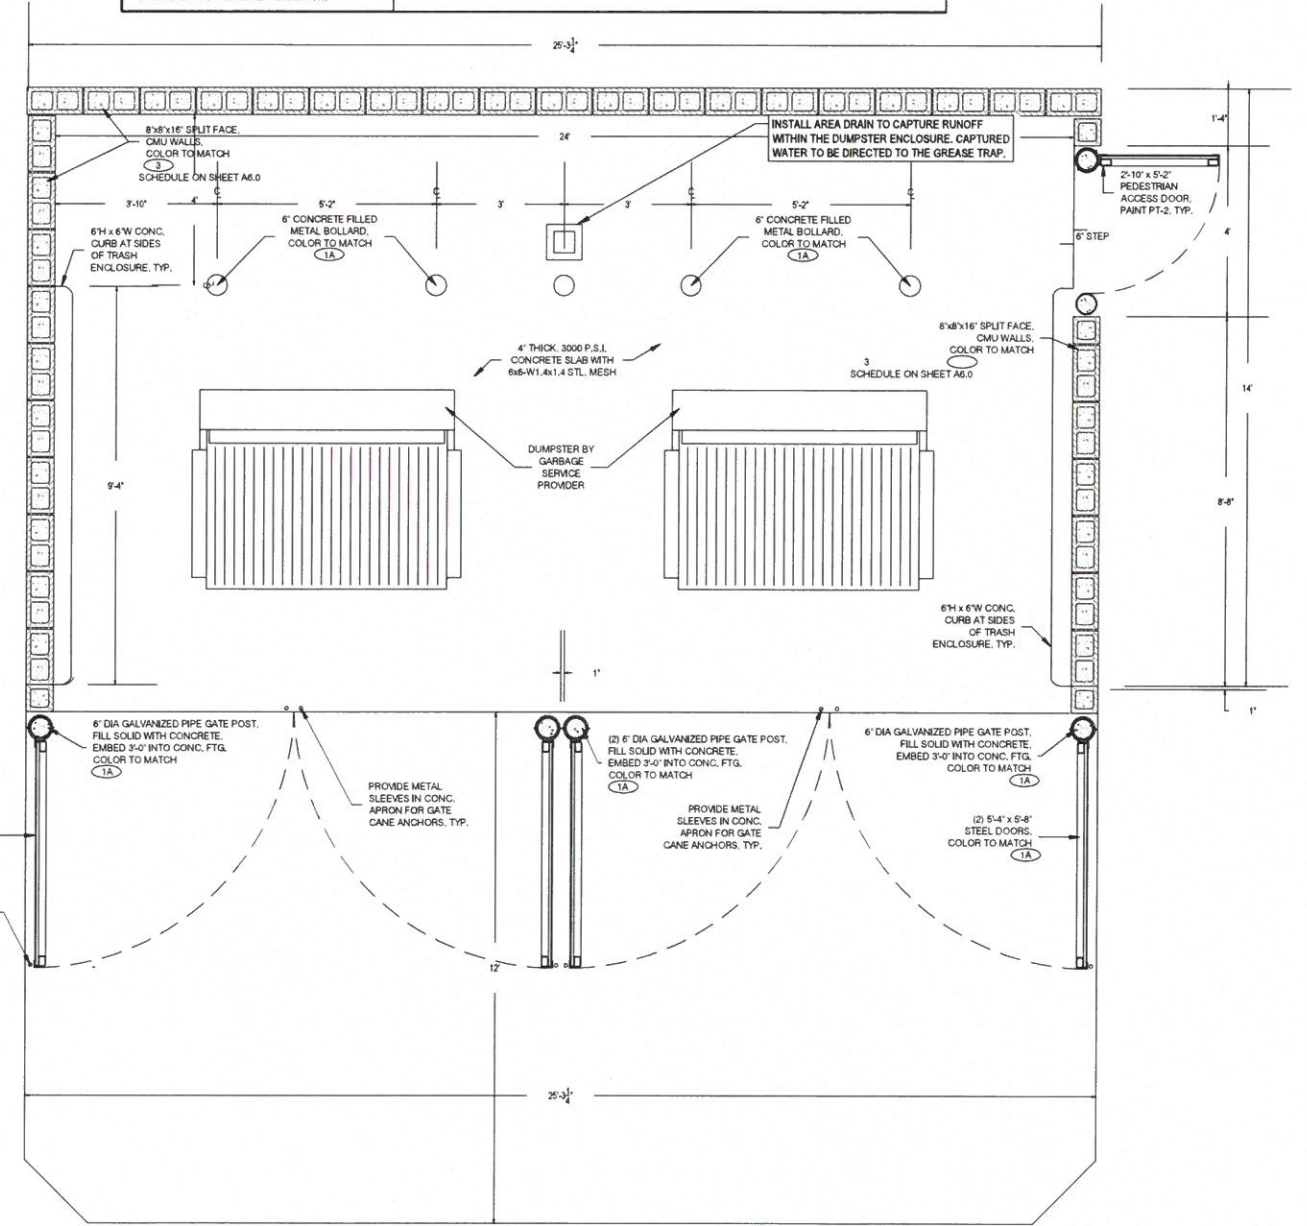 25'-3¼"
8"x8"x16" SPLIT FACE,
CMU WALLS,
COLOR TO MATCH
3
SCHEDULE ON SHEET A6.0
24'
INSTALL AREA DRAIN TO CAPTURE RUNOFF
WITHIN THE DUMPSTER ENCLOSURE. CAPTURED
WATER TO BE DIRECTED TO THE GREASE TRAP.
1'-4"
2'-10" x 5'-2"
PEDESTRIAN
ACCESS DOOR,
PAINT PT-2, TYP.
3'-10"
4'
5'-2"
3'
3'
5'-2"
6" STEP
4'
6"H x 6"W CONC.
CURB AT SIDES
OF TRASH
ENCLOSURE, TYP.
6" CONCRETE FILLED
METAL BOLLARD,
COLOR TO MATCH
1A
6" CONCRETE FILLED
METAL BOLLARD,
COLOR TO MATCH
1A
8"x8"x16" SPLIT FACE,
CMU WALLS,
COLOR TO MATCH
3
SCHEDULE ON SHEET A6.0
4" THICK, 3000 P.S.I.
CONCRETE SLAB WITH
6x6-W1.4x1.4 STL. MESH
14'
DUMPSTER BY
GARBAGE
SERVICE
PROVIDER
9'-4"
8'-8"
6"H x 6"W CONC.
CURB AT SIDES
OF TRASH
ENCLOSURE, TYP.
1"
1"
6" DIA GALVANIZED PIPE GATE POST,
FILL SOLID WITH CONCRETE,
EMBED 3'-0" INTO CONC. FTG.
COLOR TO MATCH
1A
(2) 6" DIA GALVANIZED PIPE GATE POST,
FILL SOLID WITH CONCRETE,
EMBED 3'-0" INTO CONC. FTG.
COLOR TO MATCH
1A
6" DIA GALVANIZED PIPE GATE POST,
FILL SOLID WITH CONCRETE,
EMBED 3'-0" INTO CONC. FTG.
COLOR TO MATCH
1A
PROVIDE METAL
SLEEVES IN CONC.
APRON FOR GATE
CANE ANCHORS, TYP.
PROVIDE METAL
SLEEVES IN CONC.
APRON FOR GATE
CANE ANCHORS, TYP.
(2) 5'-4" x 5'-8"
STEEL DOORS,
COLOR TO MATCH
1A
12'
25'-3¼"